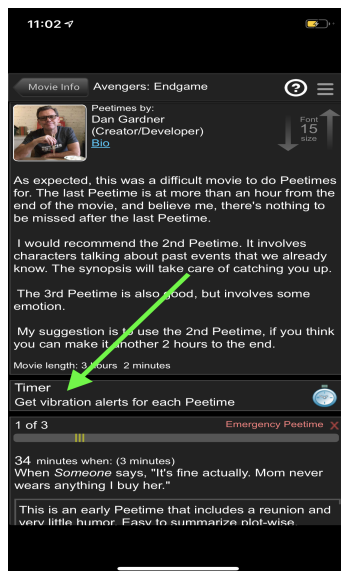 11:02
Movie Info
Avengers: Endgame
?
Peetimes by:
Dan Gardner
(Creator/Developer)
Bio
Font
15
size
As expected, this was a difficult movie to do Peetimes
for. The last Peetime is at more than an hour from the
end of the movie, and believe me, there's nothing to
be missed after the last Peetime.
I would recommend the 2nd Peetime. It involves
characters talking about past events that we already
know. The synopsis will take care of catching you up.
The 3rd Peetime is also good, but involves some
emotion.
My suggestion is to use the 2nd Peetime, if you think
you can make it another 2 hours to the end.
Movie length: 3 hours 2 minutes
Timer
Get vibration alerts for each Peetime
1 of 3
Emergency Peetime X
34 minutes when: (3 minutes)
When Someone says, "It's fine actually. Mom never
wears anything I buy her."
This is an early Peetime that includes a reunion and
very little humor. Easy to summarize plot-wise.